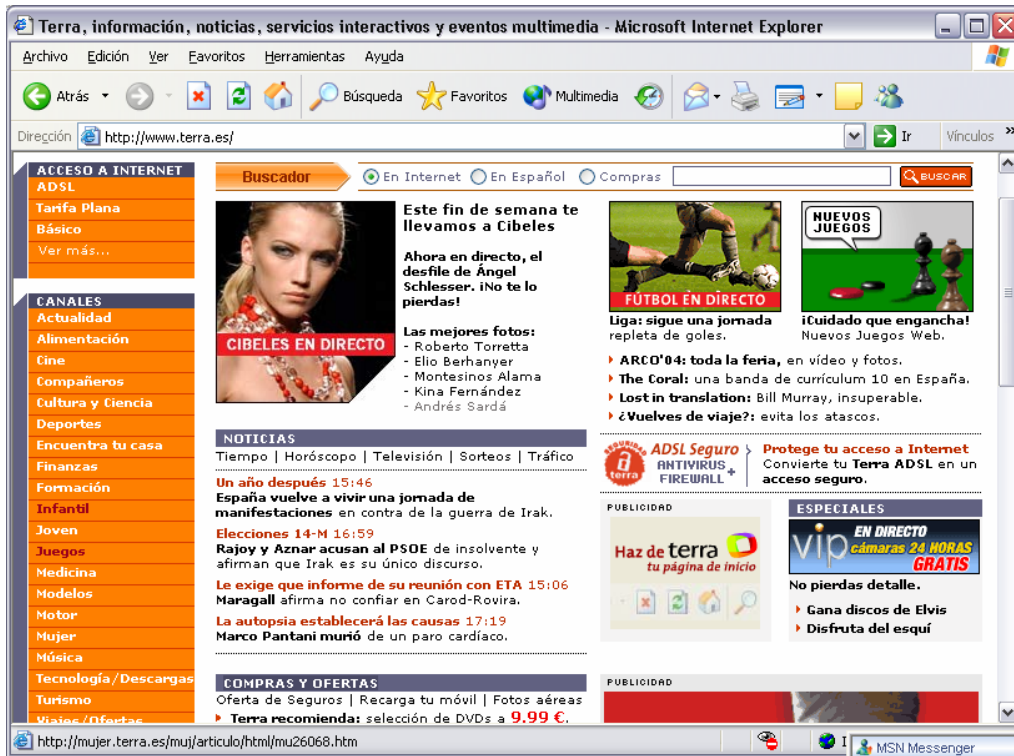 Terra, información, noticias, servicios interactivos y eventos multimedia - Microsoft Internet Explorer
Archivo Edición Ver Favoritos Herramientas Ayuda
Atrás Búsqueda Favoritos Multimedia
Dirección http://www.terra.es/ Ir Vínculos »
ACCESO A INTERNET
ADSL
Tarifa Plana
Básico
Ver más...
CANALES
Actualidad
Alimentación
Cine
Compañeros
Cultura y Ciencia
Deportes
Encuentra tu casa
Finanzas
Formación
Infantil
Joven
Juegos
Medicina
Modelos
Motor
Mujer
Música
Tecnología/Destacargas
Turismo
Viajes/Ofertas
Buscador En Internet En Español Compras BUSCAR
CIBELES EN DIRECTO
Este fin de semana te
llevamos a Cibeles
Ahora en directo, el
desfile de Ángel
Schlesser. ¡No te lo
pierdas!
Las mejores fotos:
- Roberto Torretta
- Elio Berhanyer
- Montesinos Alama
- Kina Fernández
- Andrés Sardá
NOTICIAS
Tiempo | Horóscopo | Televisión | Sorteos | Tráfico
Un año después 15:46
España vuelve a vivir una jornada de
manifestaciones en contra de la guerra de Irak.
Elecciones 14-M 16:59
Rajoy y Aznar acusan al PSOE de insolvente y
afirman que Irak es su único discurso.
Le exige que informe de su reunión con ETA 15:06
Maragall afirma no confiar en Carod-Rovira.
La autopsia establecerá las causas 17:19
Marco Pantani murió de un paro cardíaco.
COMPRAS Y OFERTAS
Oferta de Seguros | Recarga tu móvil | Fotos aéreas
Terra recomienda: selección de DVDs a 9.99 €.
FÚTBOL EN DIRECTO
Liga: sigue una jornada
repleta de goles.
NUEVOS
JUEGOS
¡Cuidado que engancha!
Nuevos Juegos Web.
ARCO'04: toda la feria, en vídeo y fotos.
The Coral: una banda de currículum 10 en España.
Lost in translation: Bill Murray, insuperable.
¿Vuelves de viaje?: evita los atascos.
a
terra
ADSL Seguro
ANTIVIRUS +
FIREWALL
Protege tu acceso a Internet
Convierte tu Terra ADSL en un
acceso seguro.
PUBLICIDAD
Haz de terra
tu página de inicio
ESPECIALES
vip EN DIRECTO
cámaras 24 HORAS
GRATIS
No pierdas detalle.
Gana discos de Elvis
Disfruta del esquí
PUBLICIDAD
http://mujer.terra.es/muj/articulo/html/mu26068.htm
MSN Messenger